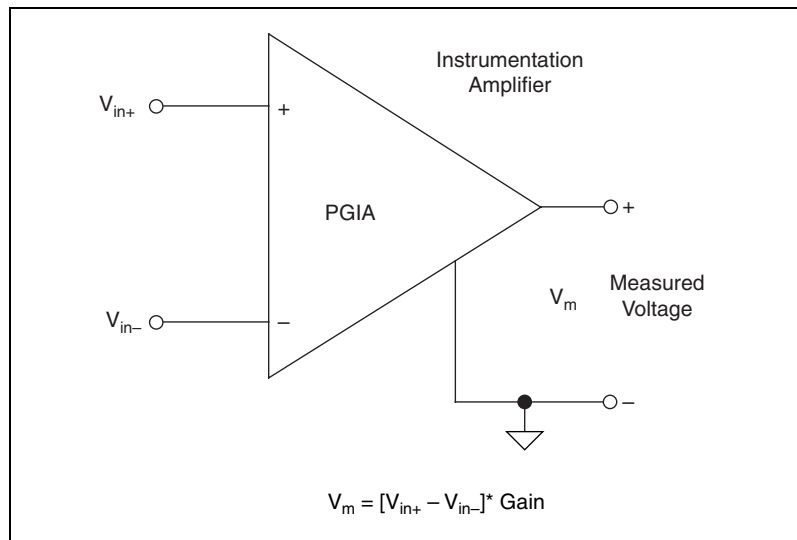 Instrumentation
Amplifier
Vin+
+
PGIA
+
Vm
Measured
Voltage
Vin–
–
–
Vm = [Vin+ – Vin–]* Gain